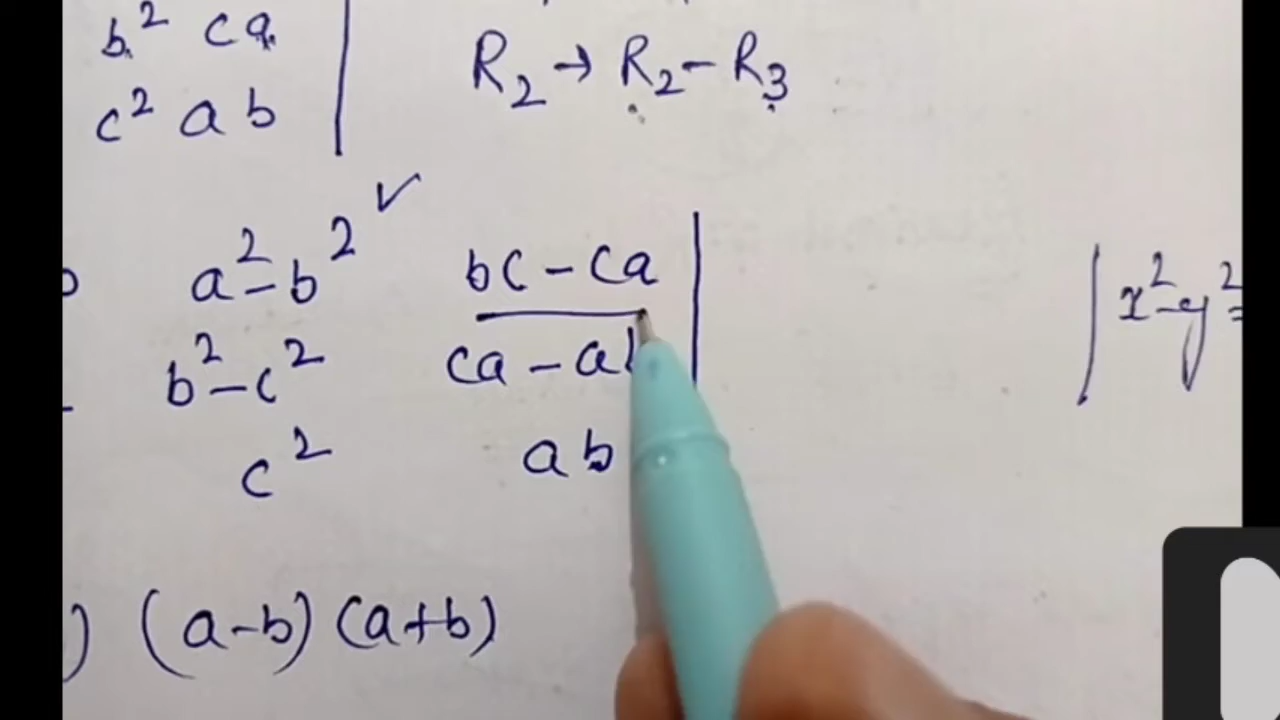 b² ca
c² ab
R₂ → R₂ - R₃
a² - b² ✓ bc - ca
b² - c² ca - a
c² ab
x² - y² =
) (a-b) (a+b)